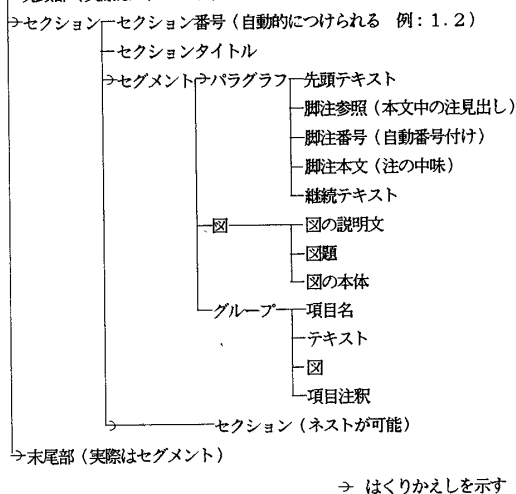 セクション セクション番号（自動的につけられる　例：１．２）
セクションタイトル
セグメント パラグラフ 先頭テキスト
脚注参照（本文中の注見出し）
脚注番号（自動番号付け）
脚注本文（注の中味）
継続テキスト
図 図の説明文
図題
図の本体
グループ 項目名
テキスト
図
項目注釈
セクション（ネストが可能）
末尾部（実際はセグメント）
→ はくりかえしを示す